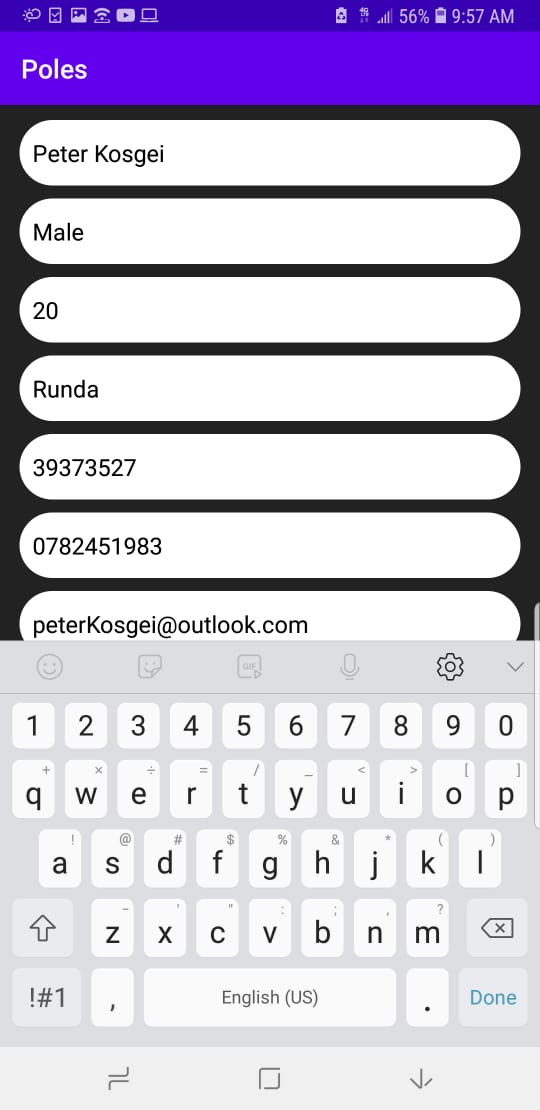 56% 9:57 AM
Poles
Peter Kosgei
Male
20
Runda
39373527
0782451983
peterKosgei@outlook.com
GIF
1 2 3 4 5 6 7 8 9 0
+ × ÷ = / _ < > [ ]
q w e r t y u i o p
! @ # $ % & * ( )
a s d f g h j k l
- ' " : ; , ?
z x c v b n m
!#1 , English (US) . Done